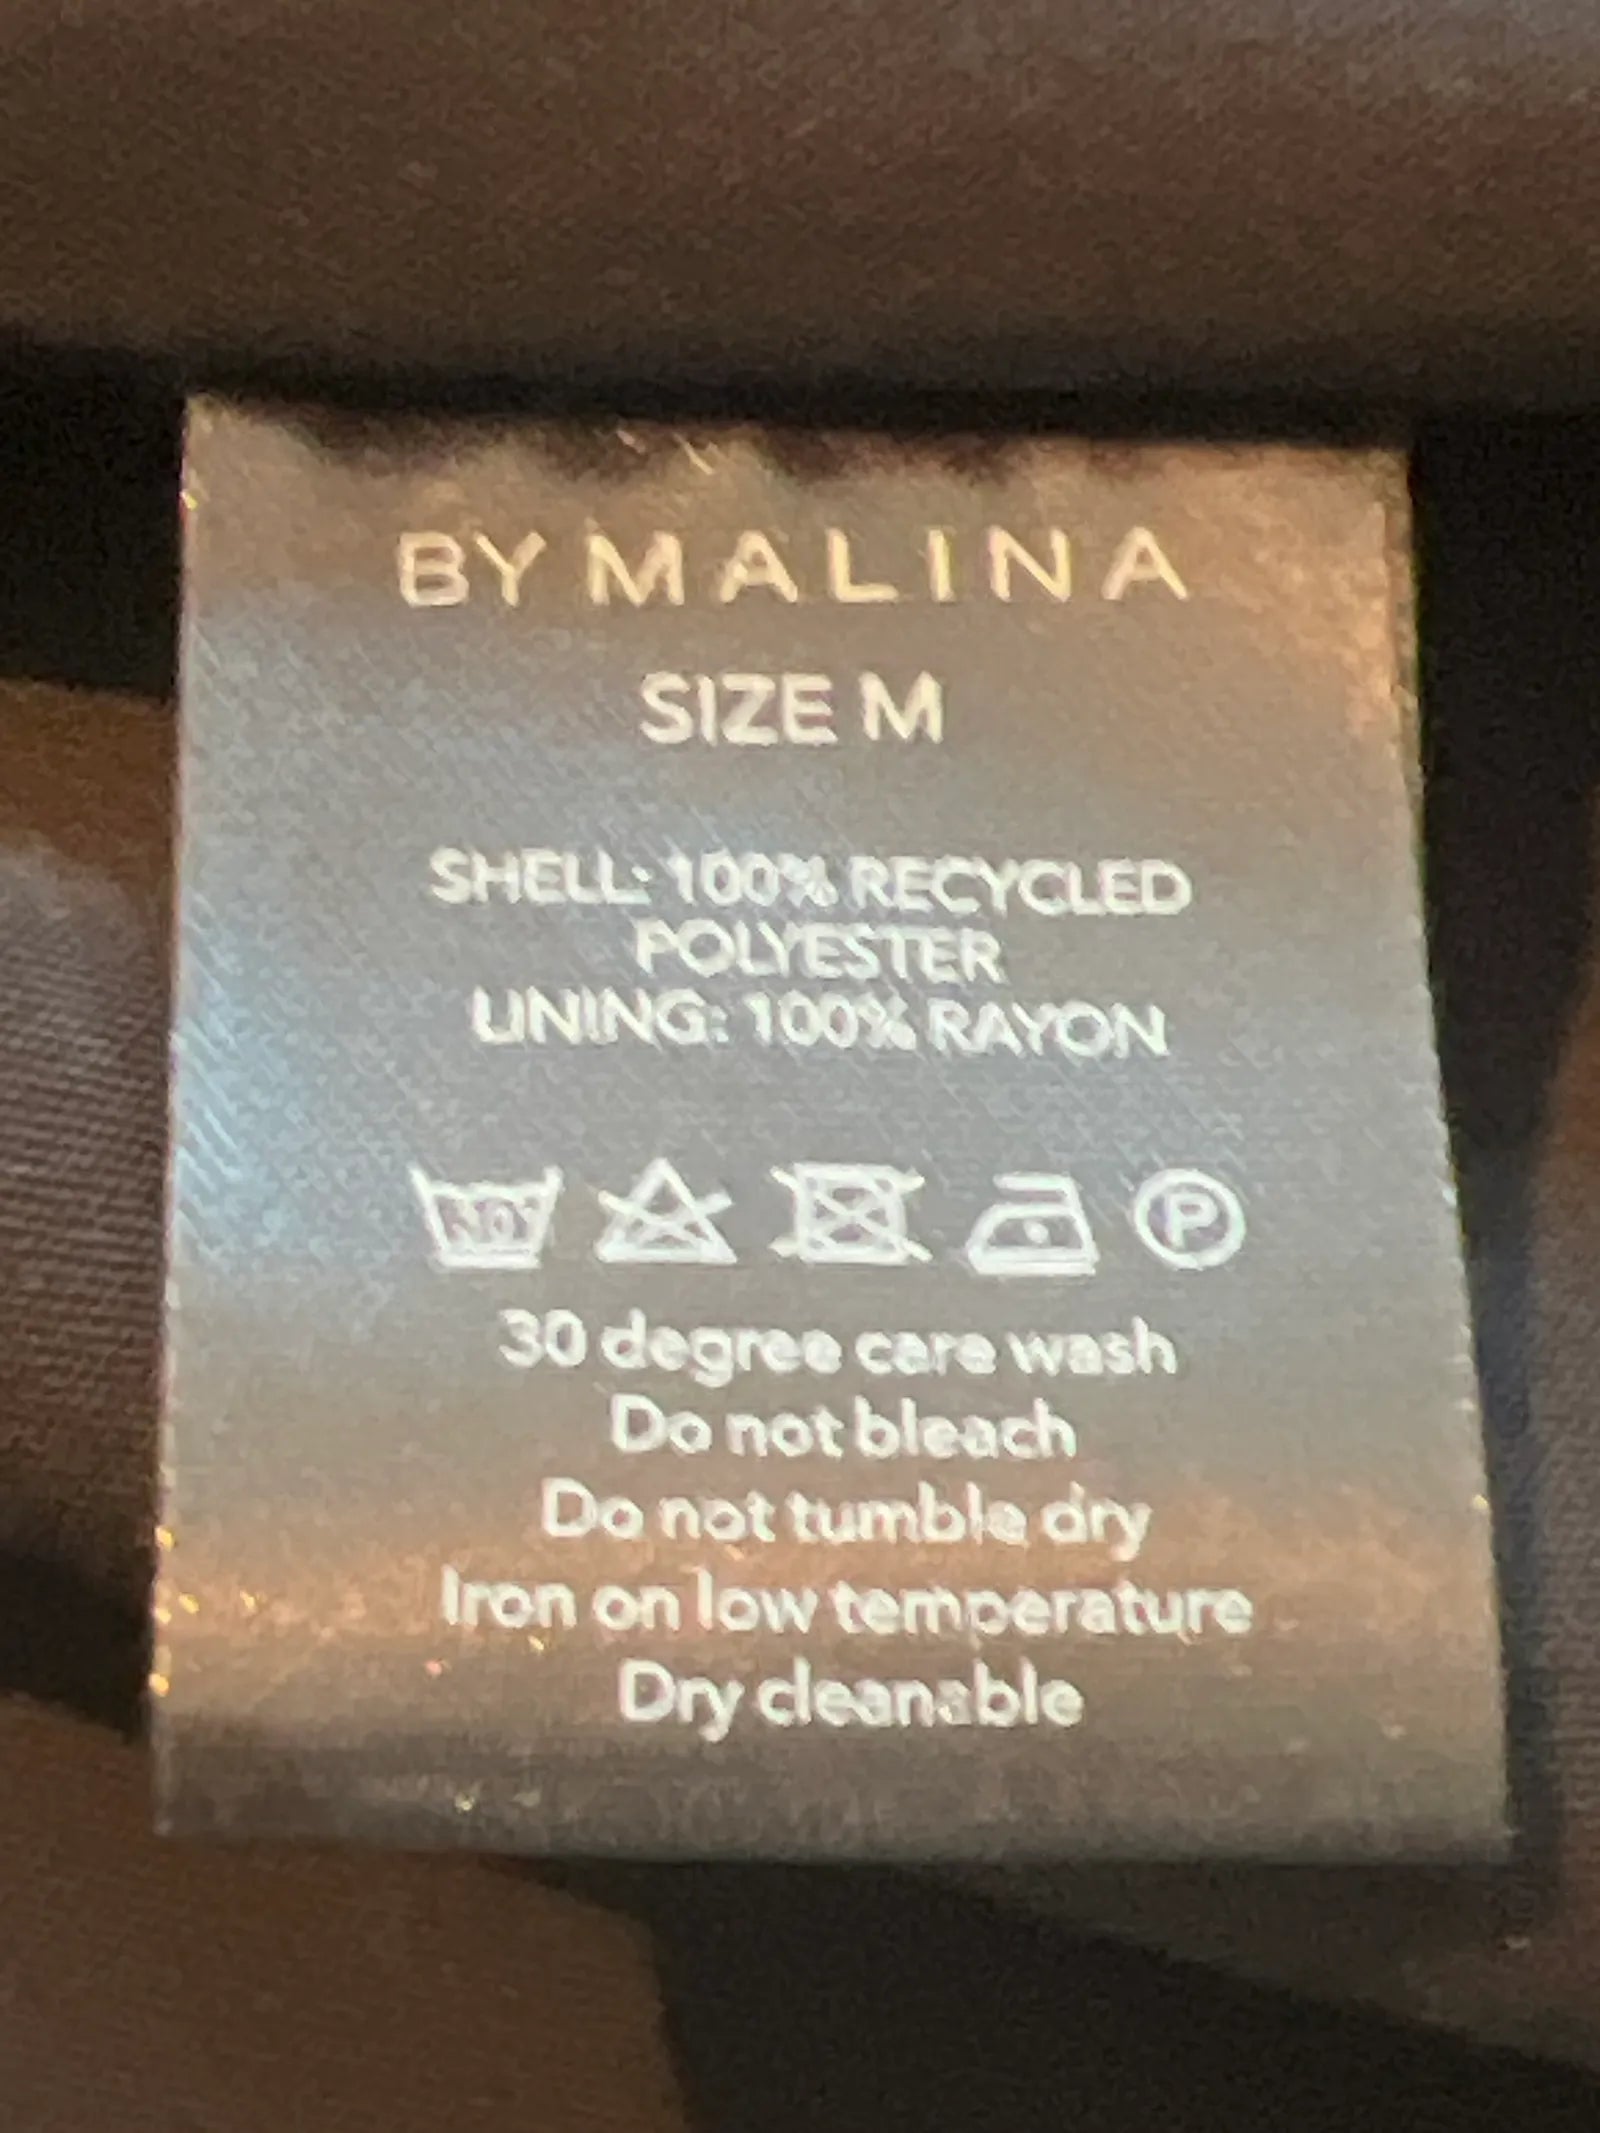 BY MALINA
SIZE M
SHELL: 100% RECYCLED
POLYESTER
LINING: 100% RAYON
30° P
30 degree care wash
Do not bleach
Do not tumble dry
Iron on low temperature
Dry cleanable